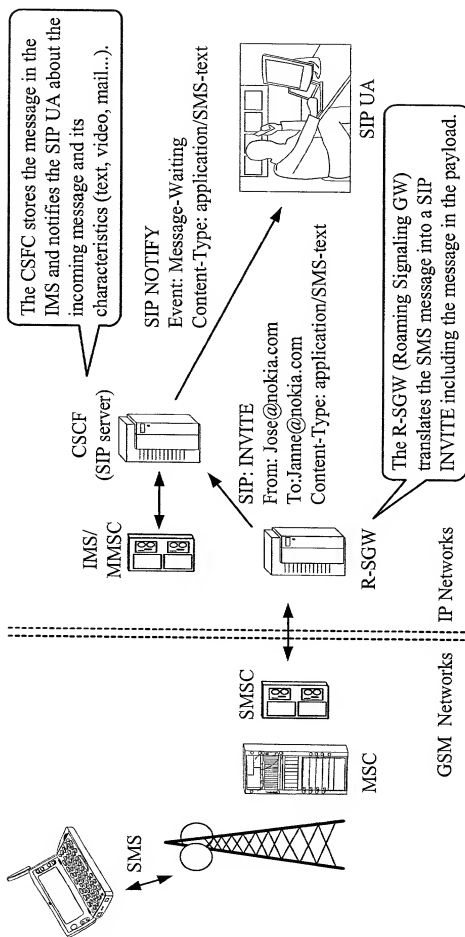 The CSFC stores the message in the
IMS and notifies the SIP UA about the
incoming message and its
characteristics (text, video, mail...).
CSCF
(SIP server)
SIP NOTIFY
Event: Message-Waiting
Content-Type: application/SMS-text
IMS/
MMSC
SIP: INVITE
From: Jose@nokia.com
To:Janne@nokia.com
Content-Type: application/SMS-text
SIP UA
SMS
MSC
SMSC
R-SGW
The R-SGW (Roaming Signaling GW)
translates the SMS message into a SIP
INVITE including the message in the payload.
GSM Networks
IP Networks